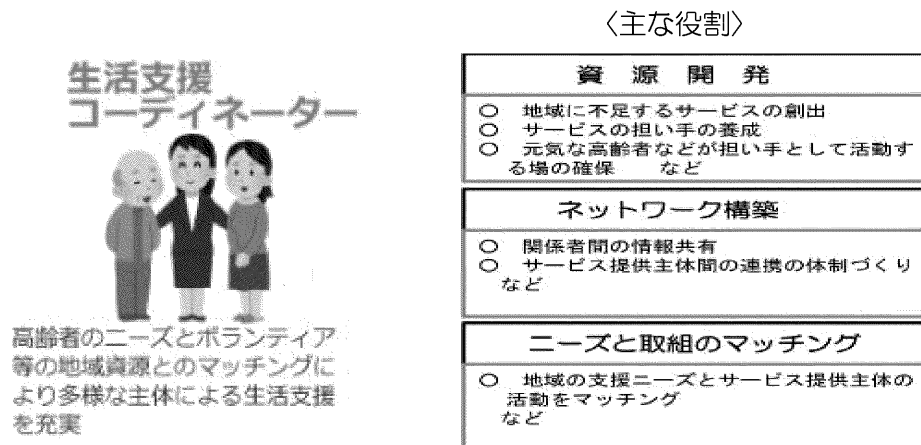 〈主な役割〉
生活支援
コーディネーター
高齢者のニーズとボランティア
等の地域資源とのマッチングに
より多様な主体による生活支援
を充実
資 源 開 発
○ 地域に不足するサービスの創出
○ サービスの担い手の養成
○ 元気な高齢者などが担い手として活動す
る場の確保 など
ネットワーク構築
○ 関係者間の情報共有
○ サービス提供主体間の連携の体制づくり
など
ニーズと取組のマッチング
○ 地域の支援ニーズとサービス提供主体の
活動をマッチング
など